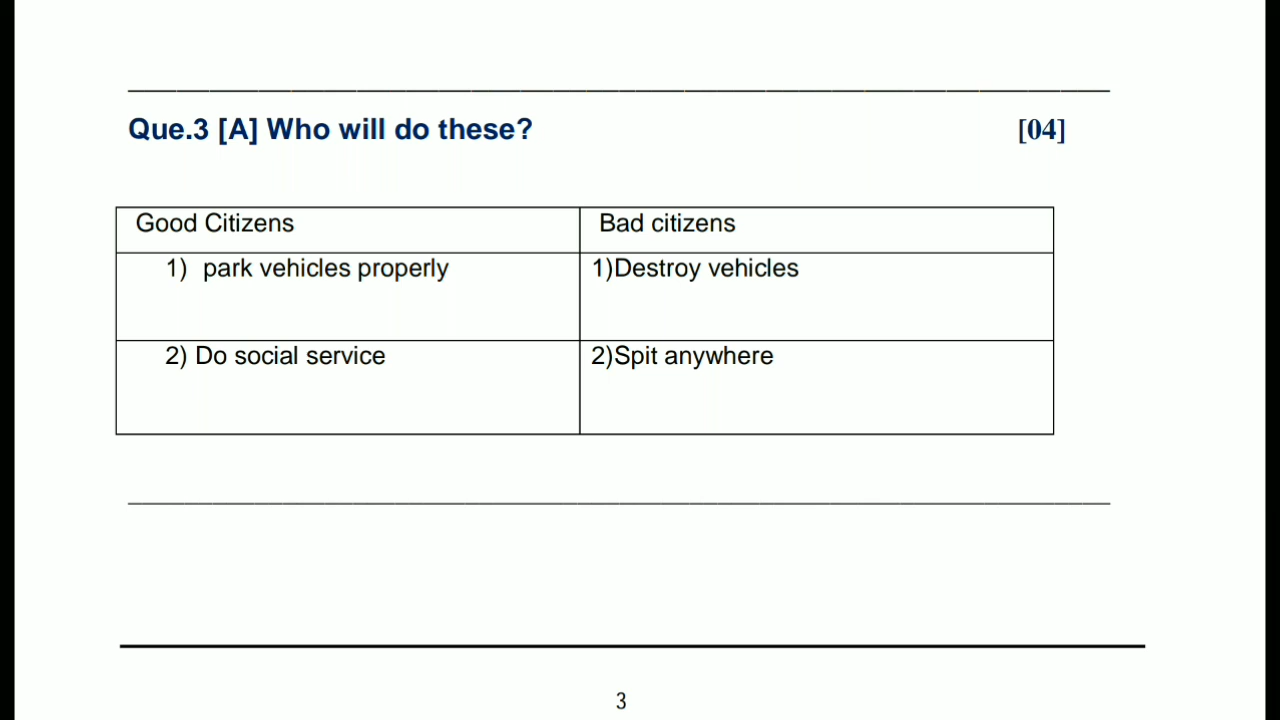 Que.3 [A] Who will do these? [04]
Good Citizens Bad citizens
1) park vehicles properly 1)Destroy vehicles
2) Do social service 2)Spit anywhere
3